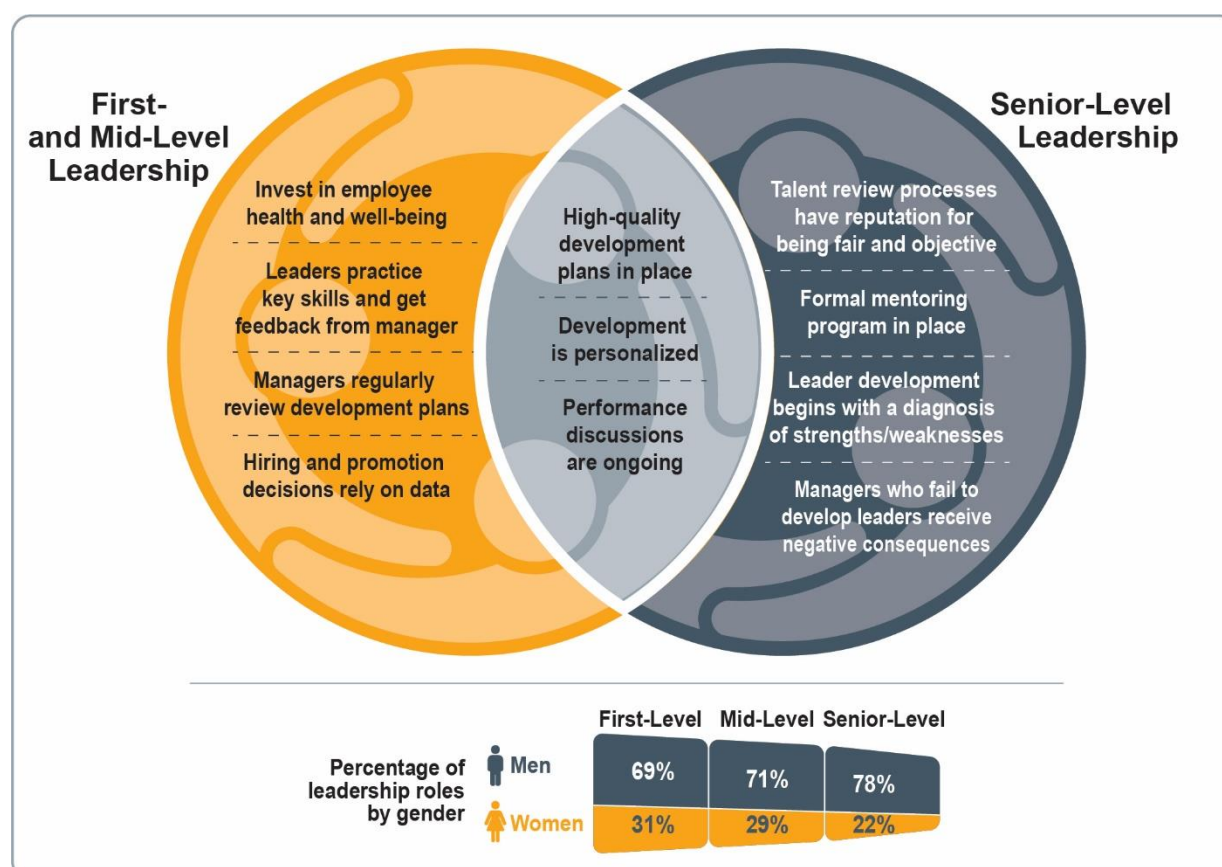 First-
and Mid-Level
Leadership
Invest in employee
health and well-being
Leaders practice
key skills and get
feedback from manager
Managers regularly
review development plans
Hiring and promotion
decisions rely on data
High-quality
development
plans in place
Development
is personalized
Performance
discussions
are ongoing
Senior-Level
Leadership
Talent review processes
have reputation for
being fair and objective
Formal mentoring
program in place
Leader development
begins with a diagnosis
of strengths/weaknesses
Managers who fail to
develop leaders receive
negative consequences
Percentage of
leadership roles
by gender
First-Level Mid-Level Senior-Level
Men 69% 71% 78%
Women 31% 29% 22%